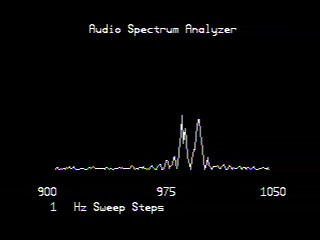 Audio Spectrum Analyzer
900 975 1050
1 Hz Sweep Steps